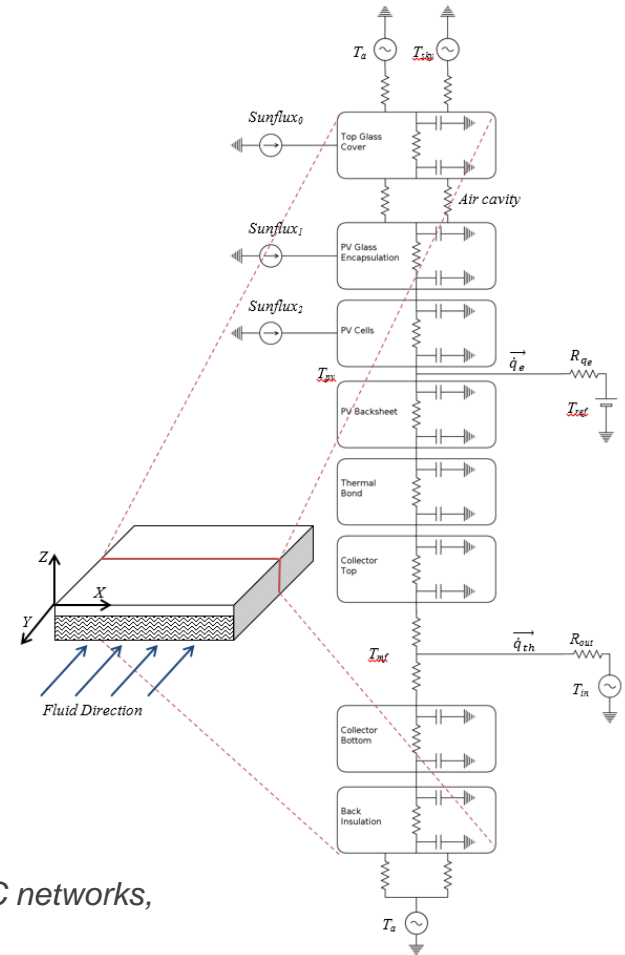 Ta
Tsky
Sunflux0
Top Glass
Cover
Air cavity
Sunflux1
PV Glass
Encapsulation
Sunflux2
PV Cells
Tpv
q̇e
Rqe
PV Backsheet
Tref
Thermal
Bond
Collector
Top
Z
X
Y
Tmf
q̇th
Rout
Tin
Fluid Direction
Collector
Bottom
Back
Insulation
C networks,
Ta